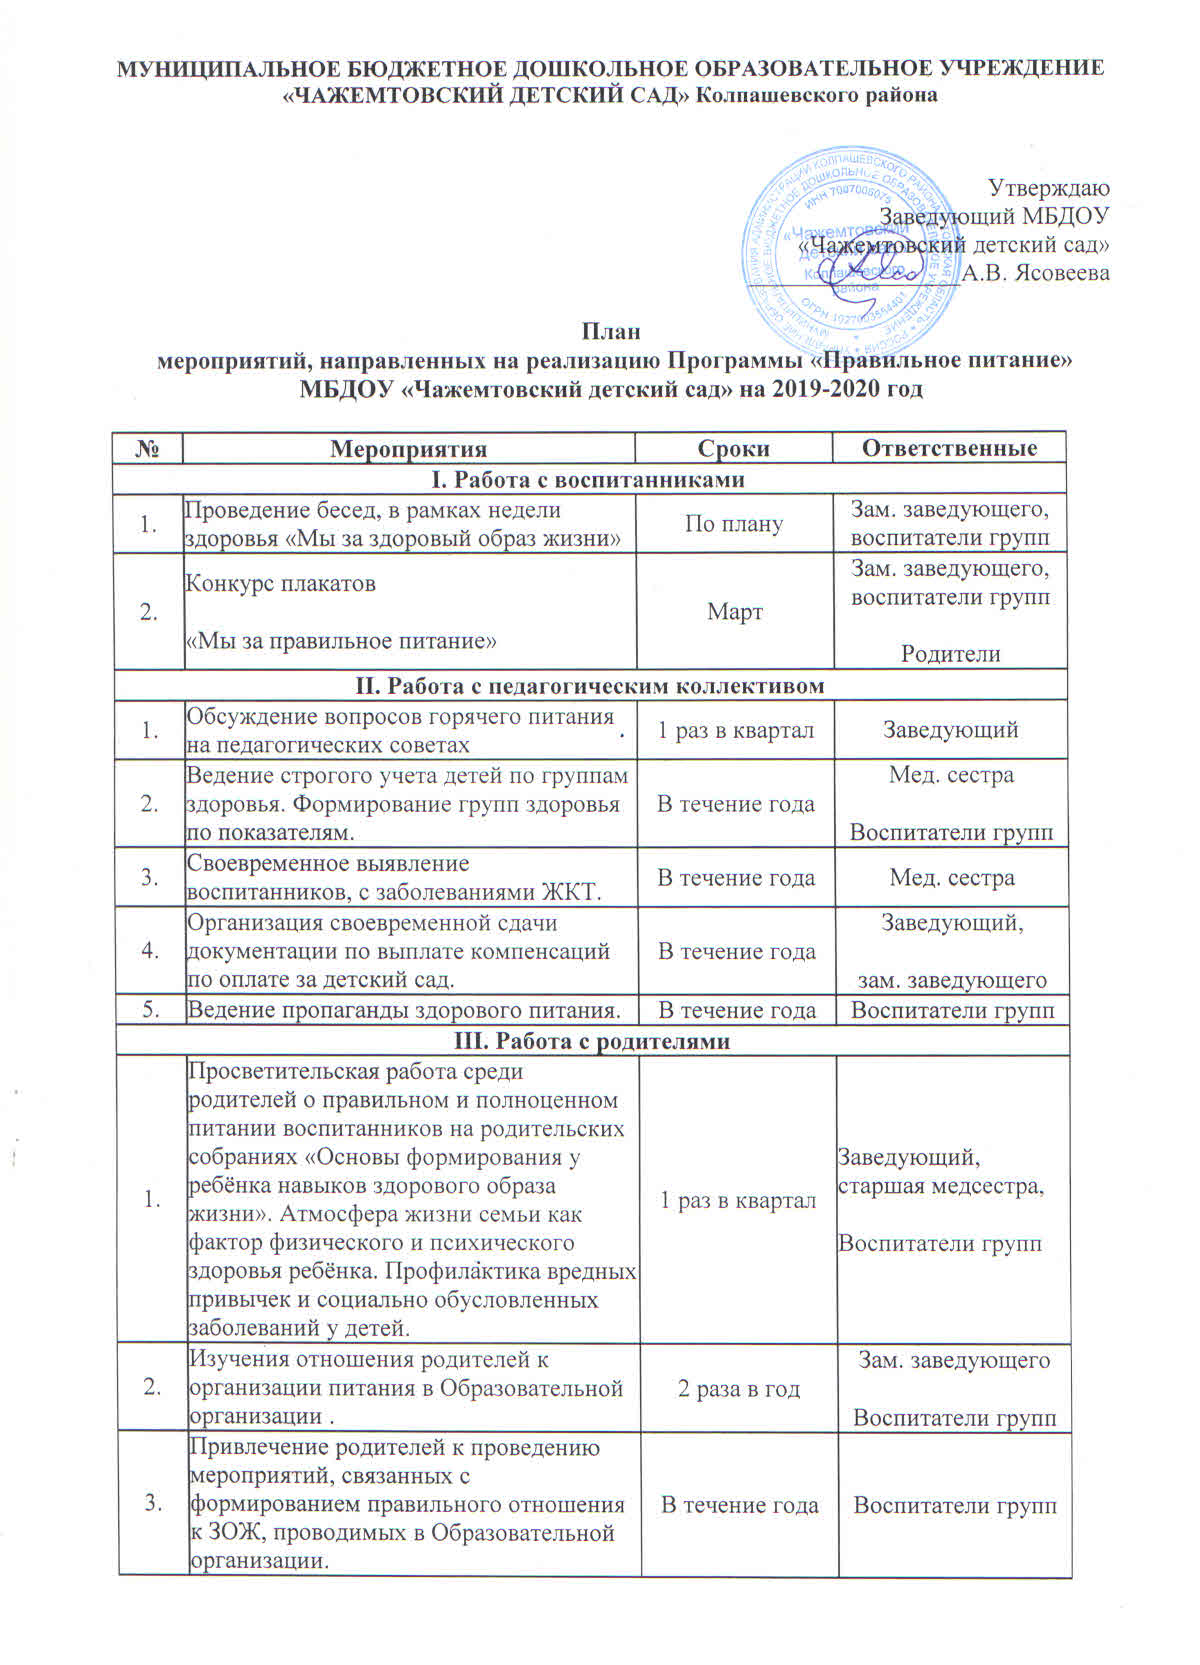 МУНИЦИПАЛЬНОЕ БЮДЖЕТНОЕ ДОШКОЛЬНОЕ ОБРАЗОВАТЕЛЬНОЕ УЧРЕЖДЕНИЕ
«ЧАЖЕМТОВСКИЙ ДЕТСКИЙ САД» Колпашевского района
Утверждаю
Заведующий МБДОУ
«Чажемтовский детский сад»
А.В. Ясовеева
«Чажемтовский
Колпашевского
района
План
мероприятий, направленных на реализацию Программы «Правильное питание»
МБДОУ «Чажемтовский детский сад» на 2019-2020 год
№ Мероприятия Сроки Ответственные
I. Работа с воспитанниками
1. Проведение бесед, в рамках недели
здоровья «Мы за здоровый образ жизни»
По плану
Зам. заведующего,
воспитатели групп
2. Конкурс плакатов
«Мы за правильное питание»
Март
Зам. заведующего,
воспитатели групп
Родители
II. Работа с педагогическим коллективом
1. Обсуждение вопросов горячего питания
на педагогических советах
1 раз в квартал
Заведующий
2. Ведение строгого учета детей по группам
здоровья. Формирование групп здоровья
по показателям.
В течение года
Мед. сестра
Воспитатели групп
3. Своевременное выявление
воспитанников, с заболеваниями ЖКТ.
В течение года
Мед. сестра
4. Организация своевременной сдачи
документации по выплате компенсаций
по оплате за детский сад.
В течение года
Заведующий,
зам. заведующего
5. Ведение пропаганды здорового питания.
В течение года
Воспитатели групп
III. Работа с родителями
1. Просветительская работа среди
родителей о правильном и полноценном
питании воспитанников на родительских
собраниях «Основы формирования у
ребёнка навыков здорового образа
жизни». Атмосфера жизни семьи как
фактор физического и психического
здоровья ребёнка. Профилактика вредных
привычек и социально обусловленных
заболеваний у детей.
1 раз в квартал
Заведующий,
старшая медсестра,
Воспитатели групп
2. Изучения отношения родителей к
организации питания в Образовательной
организации .
2 раза в год
Зам. заведующего
Воспитатели групп
3. Привлечение родителей к проведению
мероприятий, связанных с
формированием правильного отношения
к ЗОЖ, проводимых в Образовательной
организации.
В течение года
Воспитатели групп